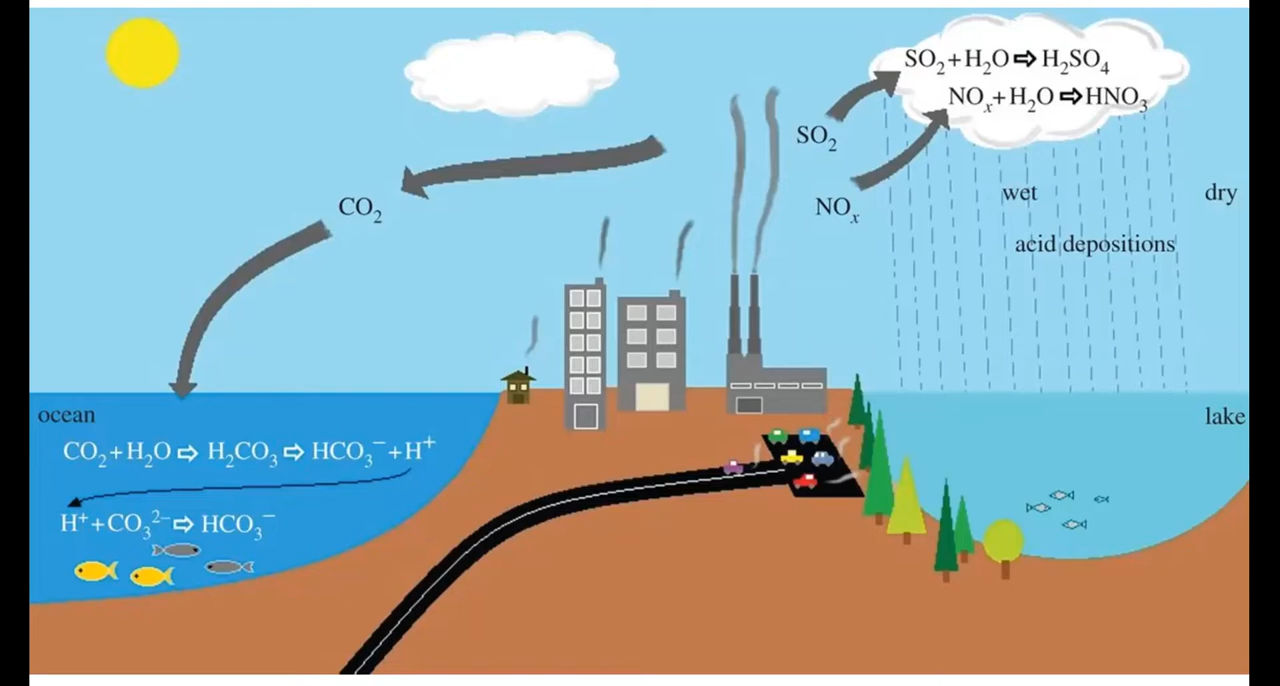 SO₂+H₂O⇨H₂SO₄
NOₓ+H₂O⇨HNO₃
SO₂
CO₂
NOₓ
wet
dry
acid depositions
ocean
lake
CO₂+H₂O⇨H₂CO₃⇨HCO₃⁻+H⁺
H⁺+CO₃²⁻⇨HCO₃⁻